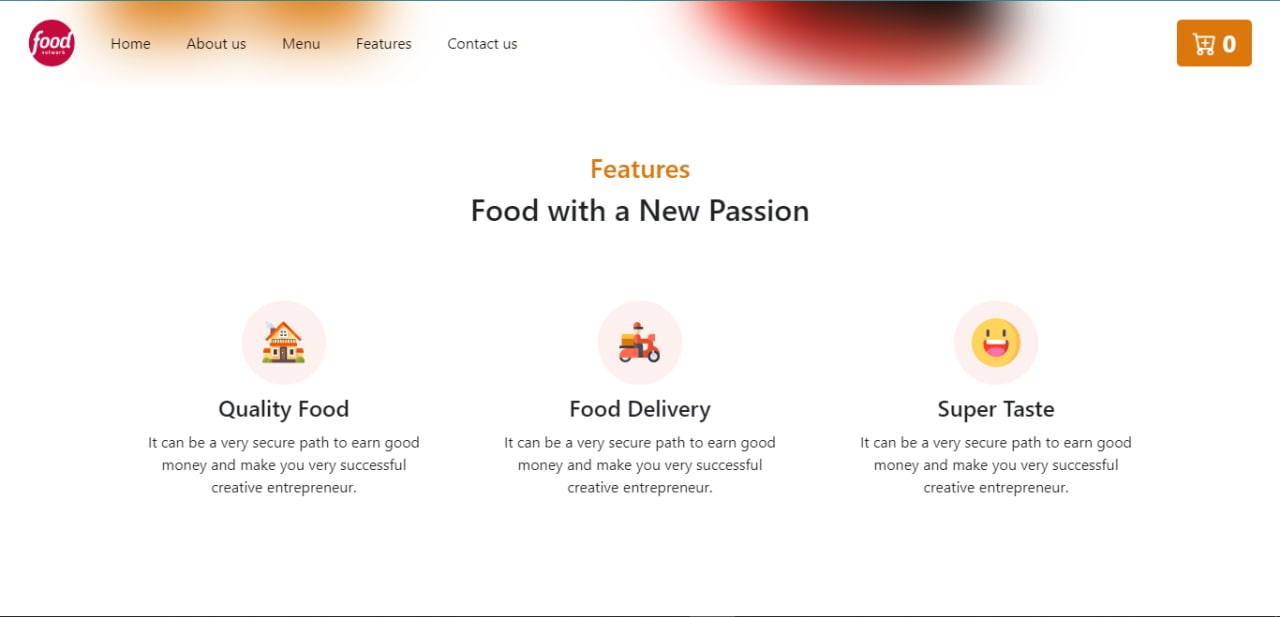 food
network
Home About us Menu Features Contact us
0
Features
Food with a New Passion
Quality Food
It can be a very secure path to earn good
money and make you very successful
creative entrepreneur.
Food Delivery
It can be a very secure path to earn good
money and make you very successful
creative entrepreneur.
Super Taste
It can be a very secure path to earn good
money and make you very successful
creative entrepreneur.